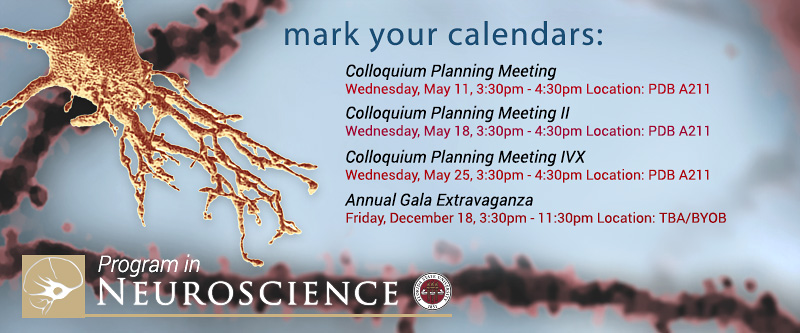 mark your calendars:
Colloquium Planning Meeting
Wednesday, May 11, 3:30pm - 4:30pm Location: PDB A211
Colloquium Planning Meeting II
Wednesday, May 18, 3:30pm - 4:30pm Location: PDB A211
Colloquium Planning Meeting IVX
Wednesday, May 25, 3:30pm - 4:30pm Location: PDB A211
Annual Gala Extravaganza
Friday, December 18, 3:30pm - 11:30pm Location: TBA/BYOB
Program in
NEUROSCIENCE